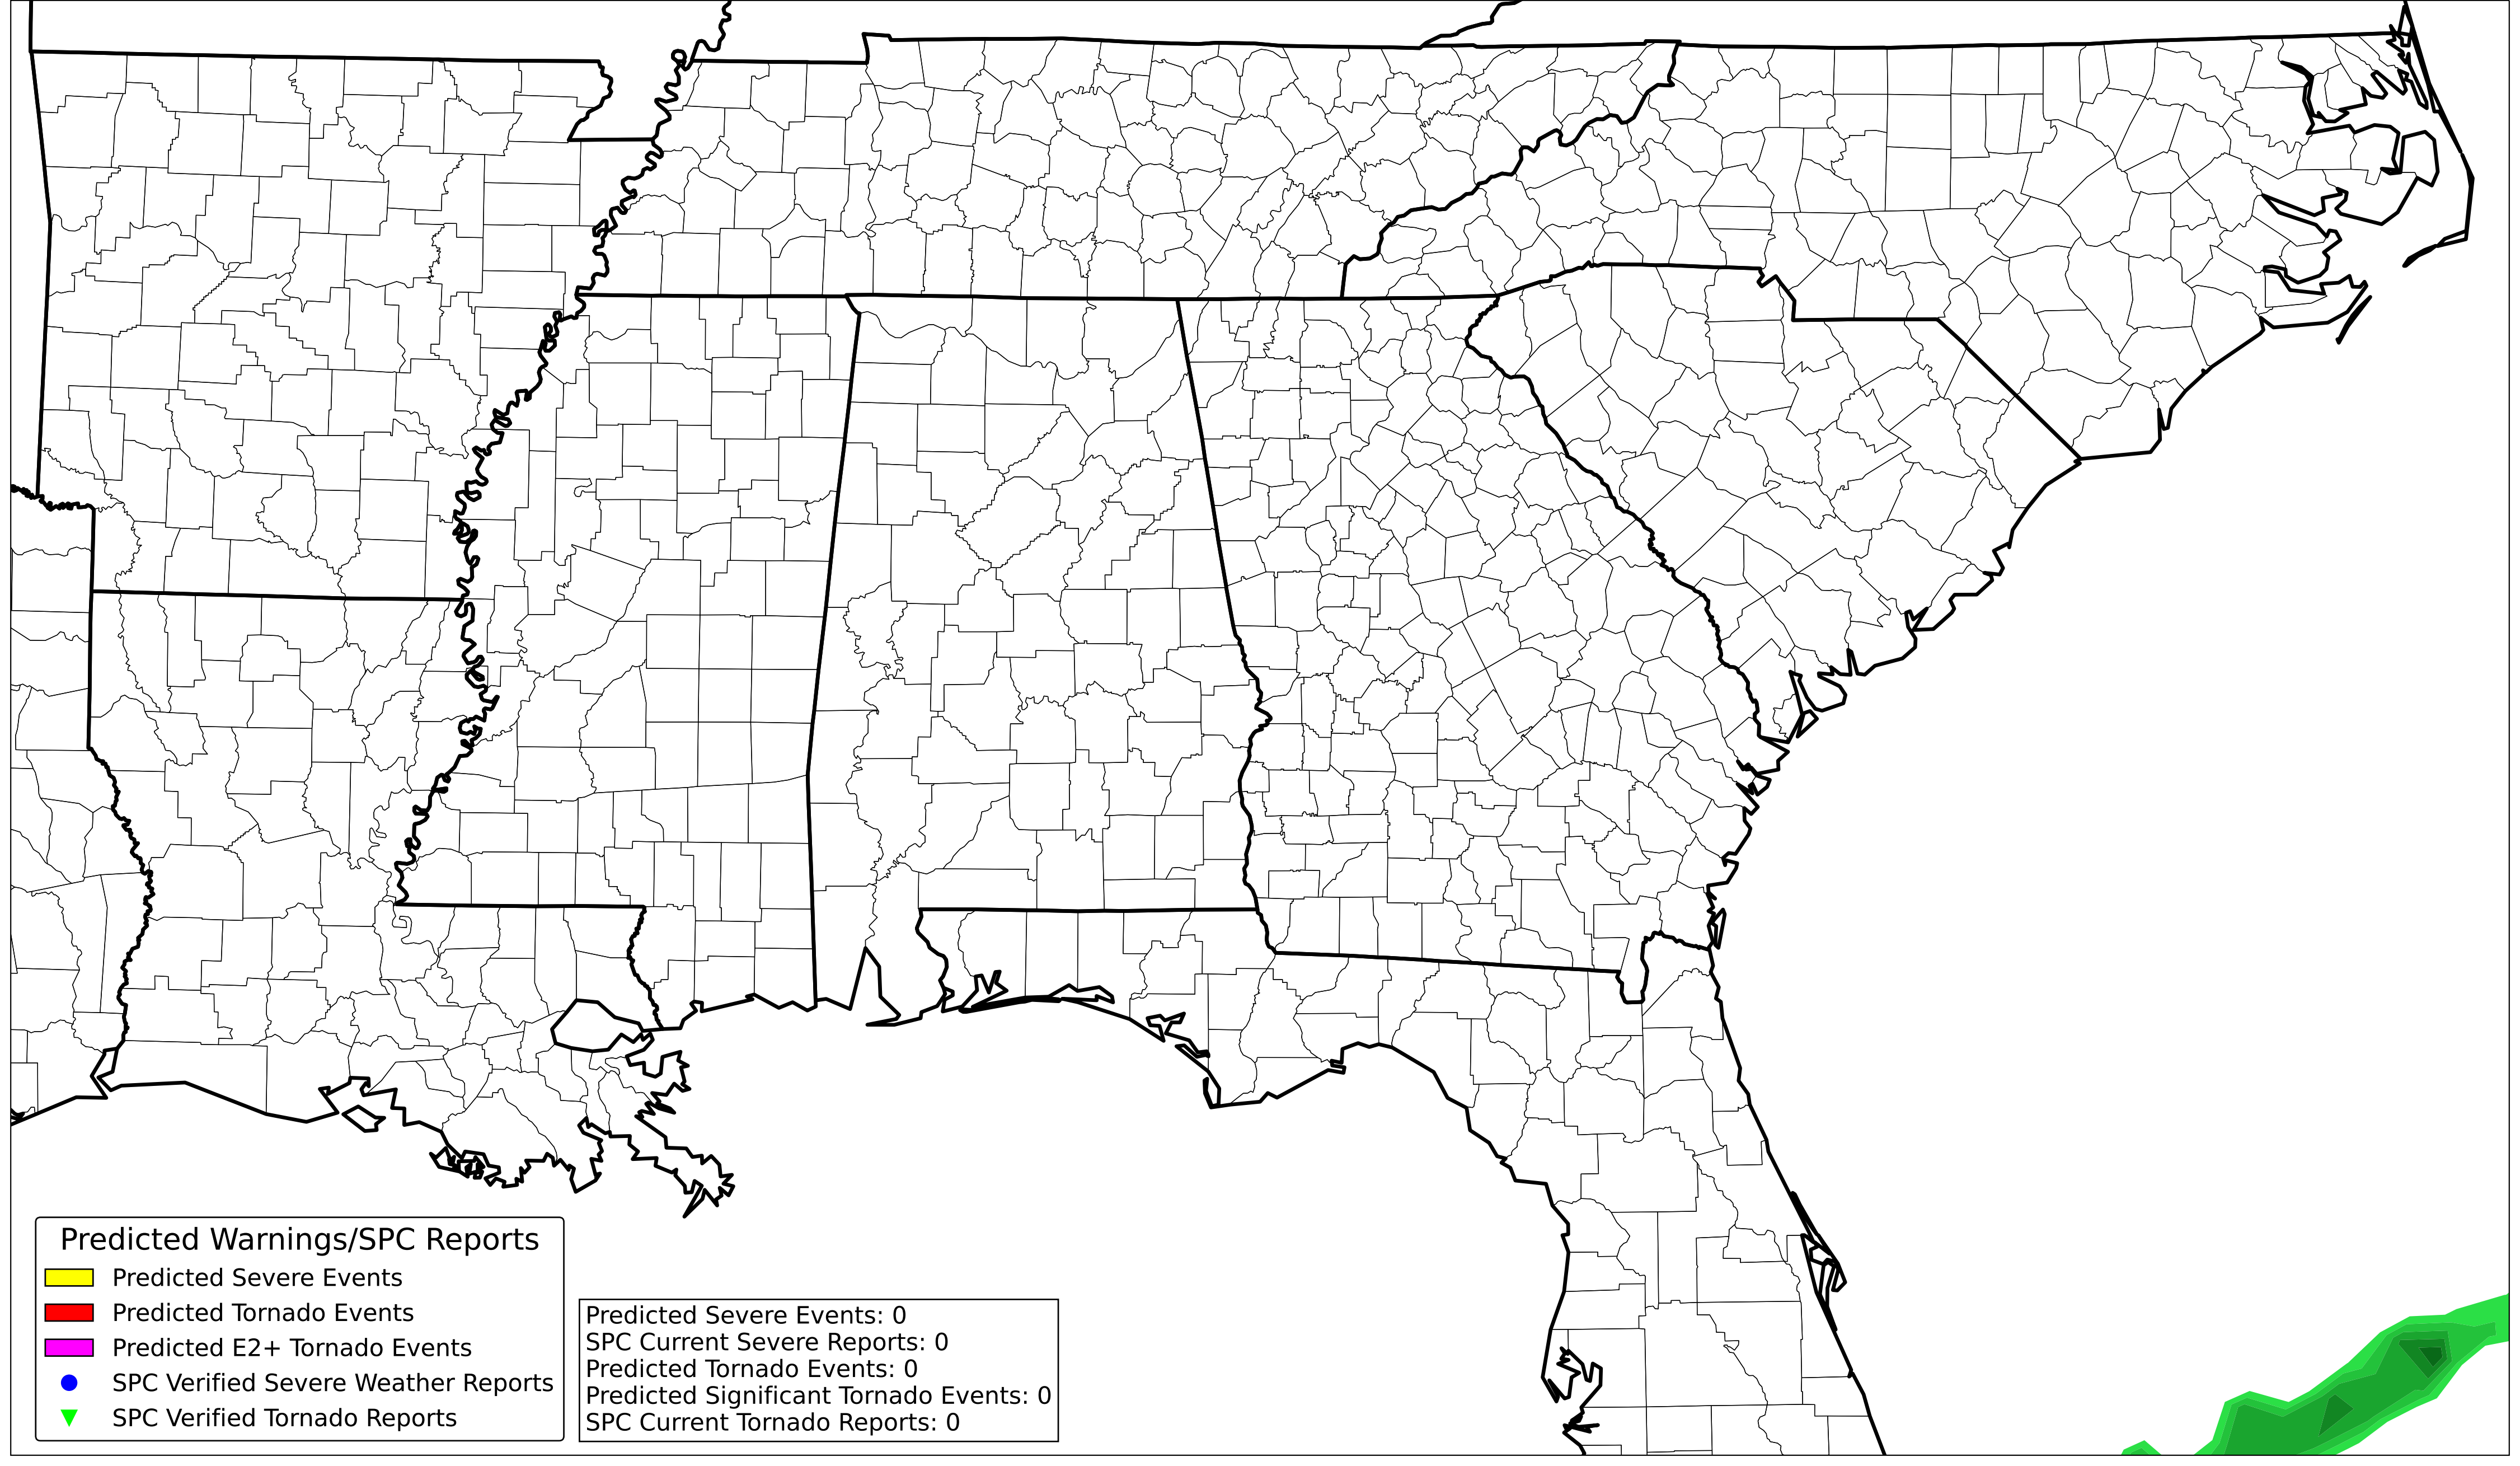 Predicted Warnings/SPC Reports
Predicted Severe Events
Predicted Tornado Events
Predicted E2+ Tornado Events
SPC Verified Severe Weather Reports
SPC Verified Tornado Reports
Predicted Severe Events: 0
SPC Current Severe Reports: 0
Predicted Tornado Events: 0
Predicted Significant Tornado Events: 0
SPC Current Tornado Reports: 0